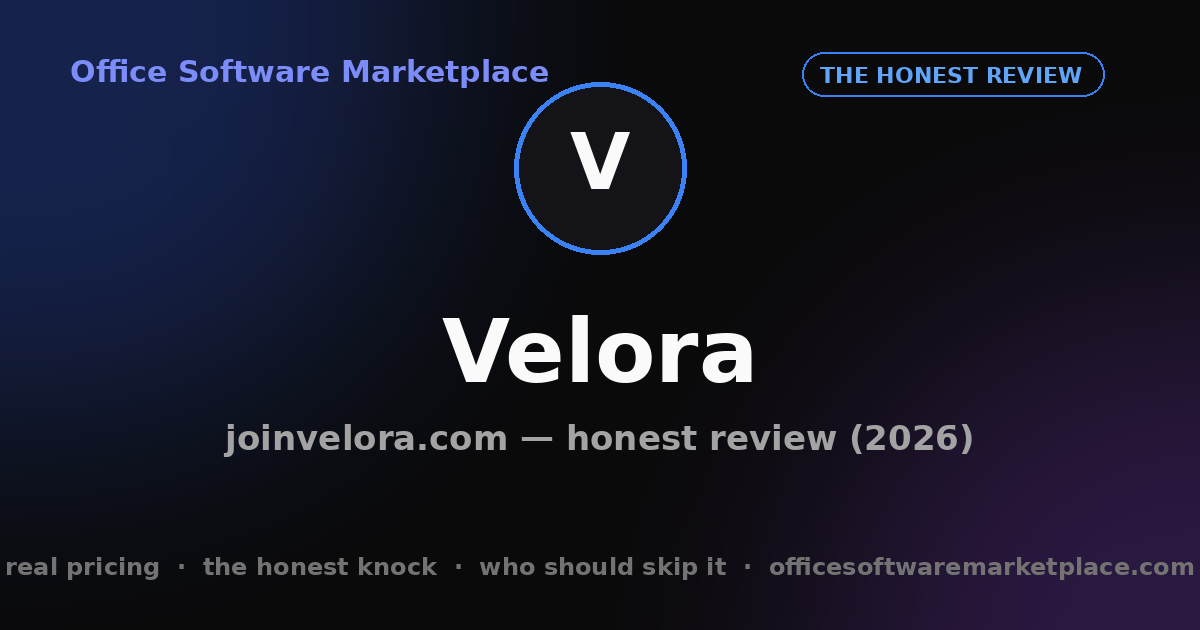 Office Software Marketplace
THE HONEST REVIEW
V
Velora
joinvelora.com — honest review (2026)
real pricing · the honest knock · who should skip it · officesoftwaremarketplace.com